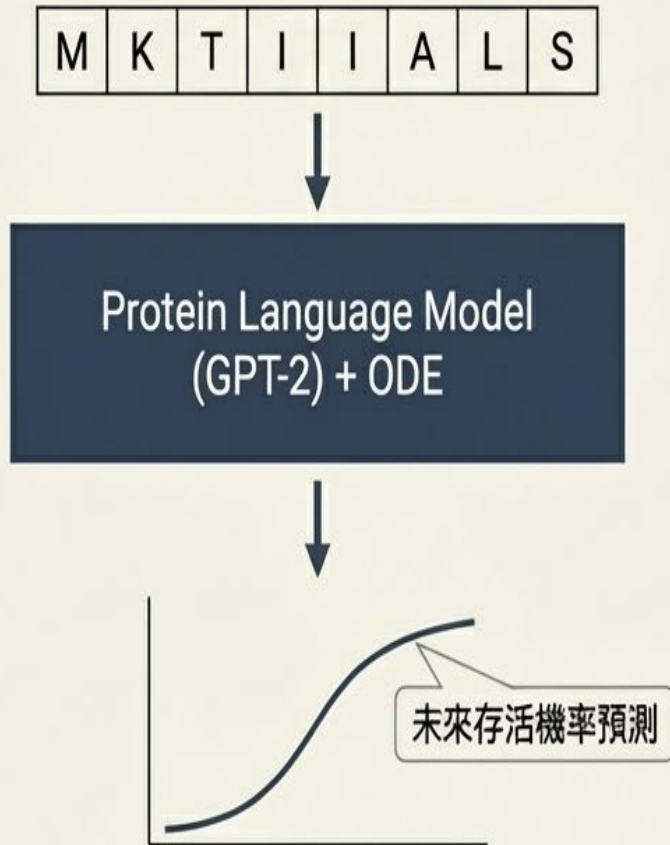 M K T I I A L S
Protein Language Model
(GPT-2) + ODE
未來存活機率預測